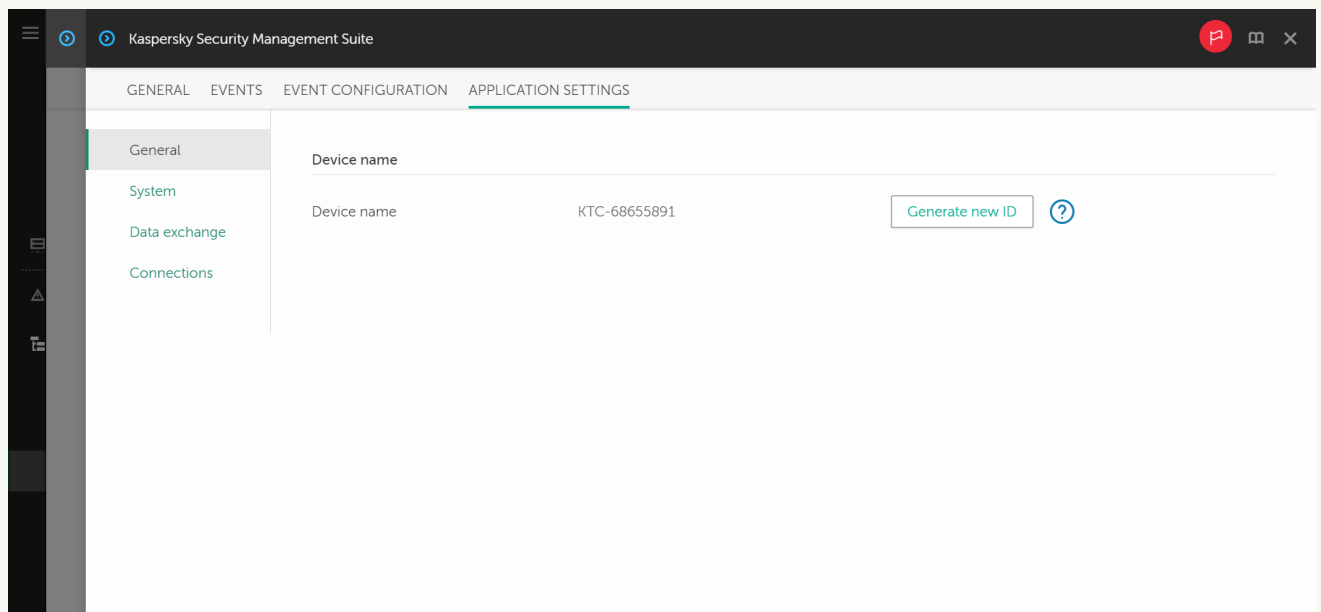 Kaspersky Security Management Suite
GENERAL EVENTS EVENT CONFIGURATION APPLICATION SETTINGS
General
System
Data exchange
Connections
Device name
Device name KTC-68655891 Generate new ID ?